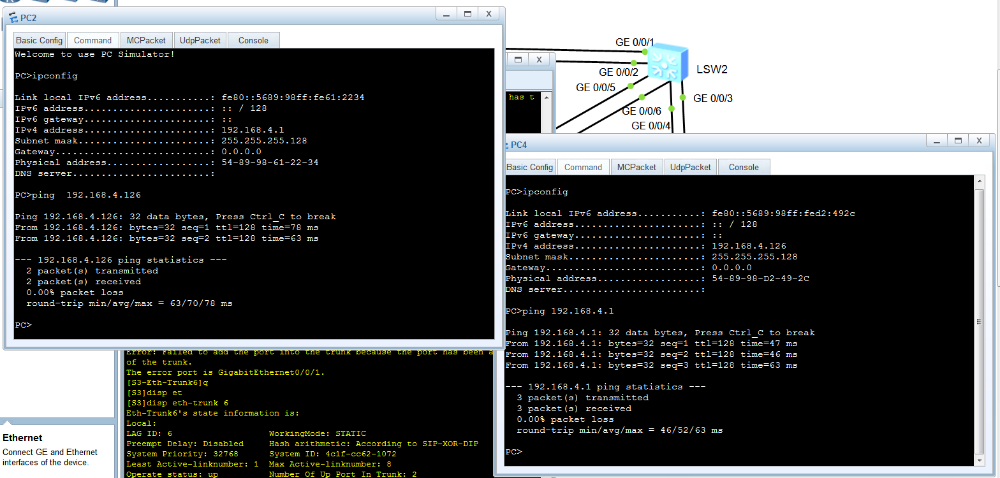 PC2
Basic Config Command MCPacket UdpPacket Console
Welcome to use PC Simulator!
PC>ipconfig
Link local IPv6 address...........: fe80::5689:98ff:fe61:2234
IPv6 address......................: :: / 128
IPv6 gateway......................: ::
IPv4 address......................: 192.168.4.1
Subnet mask.......................: 255.255.255.128
Gateway...........................: 0.0.0.0
Physical address..................: 54-89-98-61-22-34
DNS server........................:
PC>ping  192.168.4.126
Ping 192.168.4.126: 32 data bytes, Press Ctrl_C to break
From 192.168.4.126: bytes=32 seq=1 ttl=128 time=78 ms
From 192.168.4.126: bytes=32 seq=2 ttl=128 time=63 ms
--- 192.168.4.126 ping statistics ---
  2 packet(s) transmitted
  2 packet(s) received
  0.00% packet loss
  round-trip min/avg/max = 63/70/78 ms
PC>
has t
GE 0/0/1
LSW2
GE 0/0/2
GE 0/0/5
GE 0/0/3
GE 0/0/6
GE 0/0/4
PC4
Basic Config Command MCPacket UdpPacket Console
PC>ipconfig
Link local IPv6 address...........: fe80::5689:98ff:fed2:492c
IPv6 address......................: :: / 128
IPv6 gateway......................: ::
IPv4 address......................: 192.168.4.126
Subnet mask.......................: 255.255.255.128
Gateway...........................: 0.0.0.0
Physical address..................: 54-89-98-D2-49-2C
DNS server........................:
PC>ping 192.168.4.1
Ping 192.168.4.1: 32 data bytes, Press Ctrl_C to break
From 192.168.4.1: bytes=32 seq=1 ttl=128 time=47 ms
From 192.168.4.1: bytes=32 seq=2 ttl=128 time=46 ms
From 192.168.4.1: bytes=32 seq=3 ttl=128 time=63 ms
--- 192.168.4.1 ping statistics ---
  3 packet(s) transmitted
  3 packet(s) received
  0.00% packet loss
  round-trip min/avg/max = 46/52/63 ms
PC>
Error: Failed to add the port into the trunk because the port has been a
of the trunk.
The error port is GigabitEthernet0/0/1.
[S3-Eth-Trunk6]q
[S3]disp et
[S3]disp eth-trunk 6
Eth-Trunk6's state information is:
Local:
LAG ID: 6                   WorkingMode: STATIC
Preempt Delay: Disabled     Hash arithmetic: According to SIP-XOR-DIP
System Priority: 32768      System ID: 4c1f-cc62-1072
Least Active-linknumber: 1  Max Active-linknumber: 8
Operate status: up          Number Of Up Port In Trunk: 2
Ethernet
Connect GE and Ethernet
interfaces of the device.